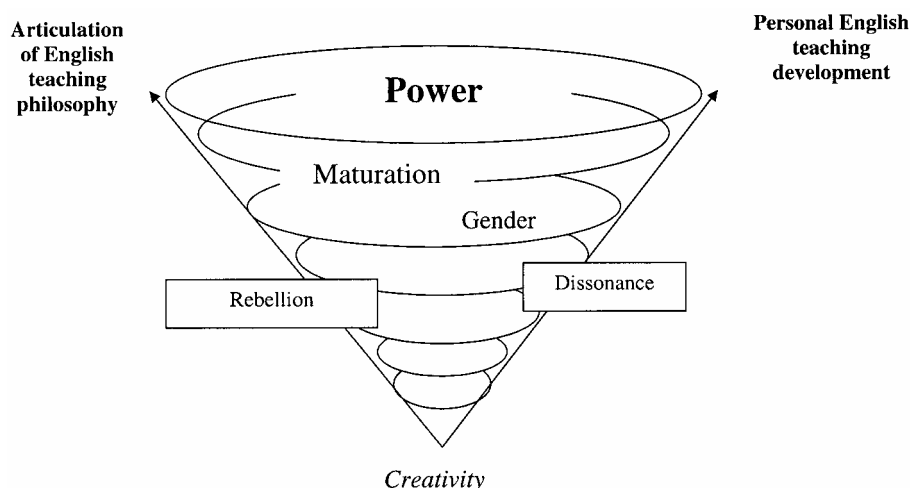 Articulation
of English
teaching
philosophy
Personal English
teaching
development
Power
Maturation
Gender
Rebellion
Dissonance
Creativity